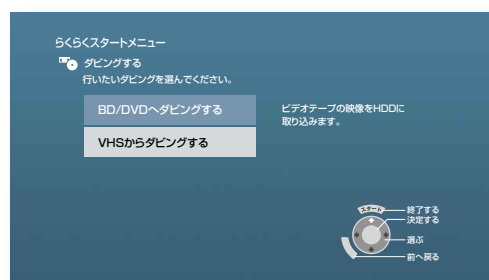 らくらくスタートメニュー
ダビングする
行いたいダビングを選んでください。
BD/DVDへダビングする
VHSからダビングする
ビデオテープの映像をHDDに
取り込みます。
スタート
終了する
決定する
選ぶ
前へ戻る